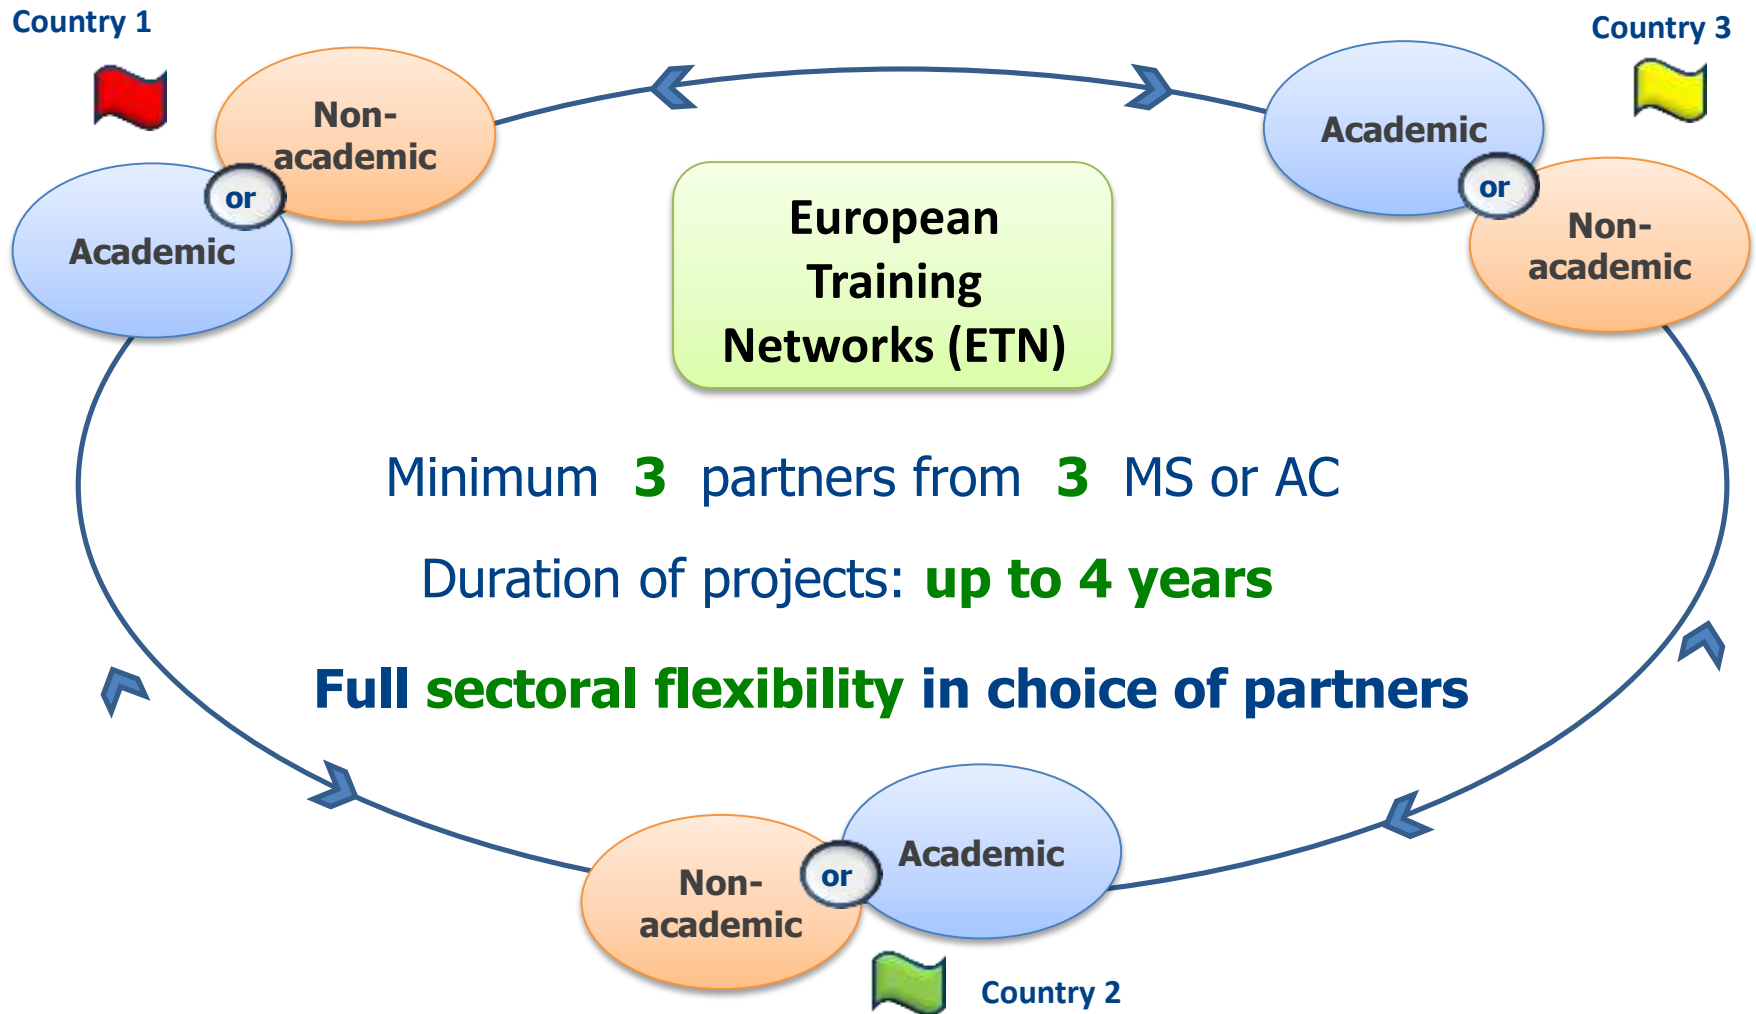 Country 1
Country 3
Non-
academic
or
Academic
Academic
or
Non-
academic
European
Training
Networks (ETN)
Minimum 3 partners from 3 MS or AC
Duration of projects: up to 4 years
Full sectoral flexibility in choice of partners
Non-
academic
or
Academic
Country 2